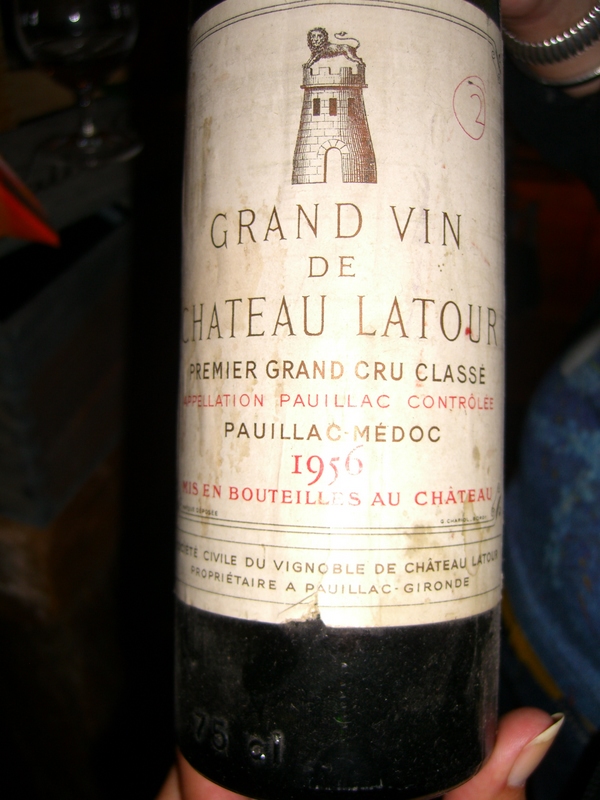 2
GRAND VIN
DE
CHATEAU LATOUR
PREMIER GRAND CRU CLASSÉ
APPELLATION PAUILLAC CONTRÔLÉE
PAUILLAC-MÉDOC
1956
MIS EN BOUTEILLES AU CHÂTEAU
SOCIÉTÉ CIVILE DU VIGNOBLE DE CHÂTEAU LATOUR
PROPRIÉTAIRE A PAUILLAC-GIRONDE
75 cl